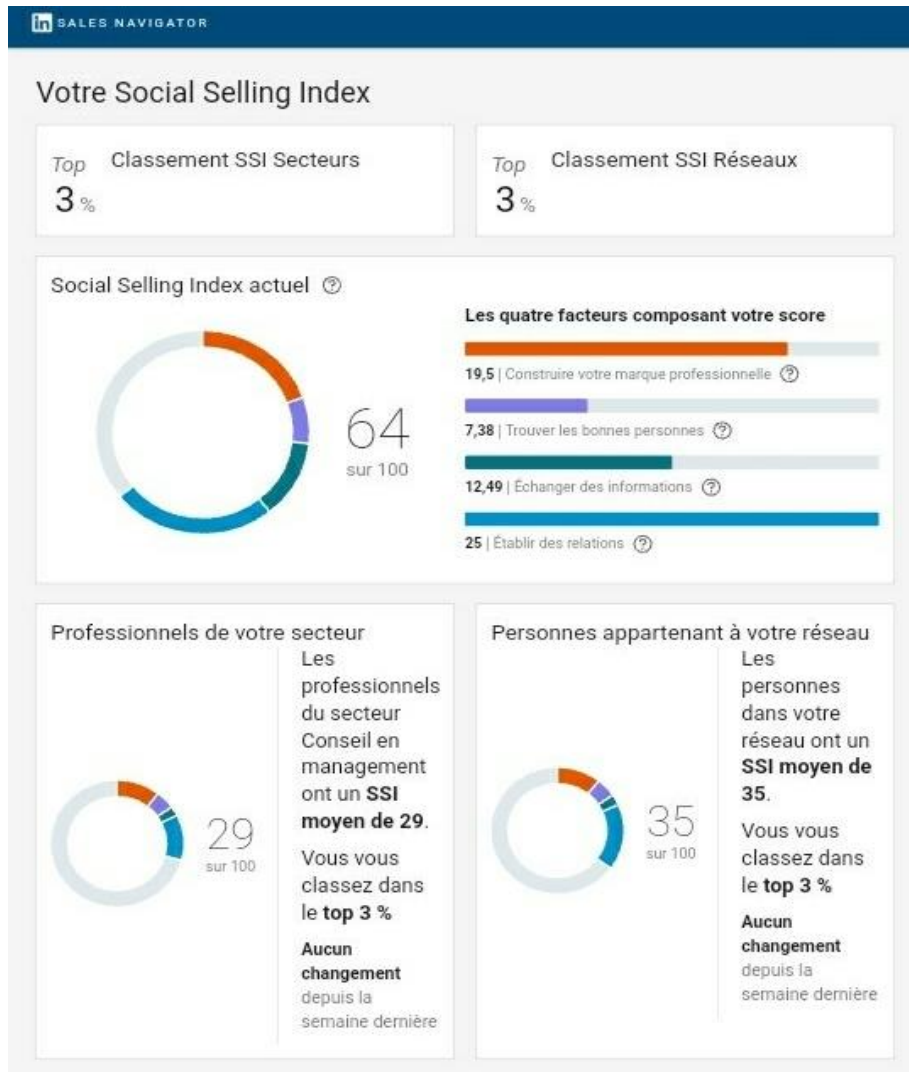 in SALES NAVIGATOR
Votre Social Selling Index
Top 3 %
Classement SSI Secteurs
Top 3 %
Classement SSI Réseaux
Social Selling Index actuel ?
64
sur 100
Les quatre facteurs composant votre score
19,5 | Construire votre marque professionnelle ?
7,38 | Trouver les bonnes personnes ?
12,49 | Échanger des informations ?
25 | Établir des relations ?
Professionnels de votre secteur
29
sur 100
Les
professionnels
du secteur
Conseil en
management
ont un SSI
moyen de 29.
Vous vous
classez dans
le top 3 %
Aucun
changement
depuis la
semaine dernière
Personnes appartenant à votre réseau
35
sur 100
Les
personnes
dans votre
réseau ont un
SSI moyen de
35.
Vous vous
classez dans
le top 3 %
Aucun
changement
depuis la
semaine dernière